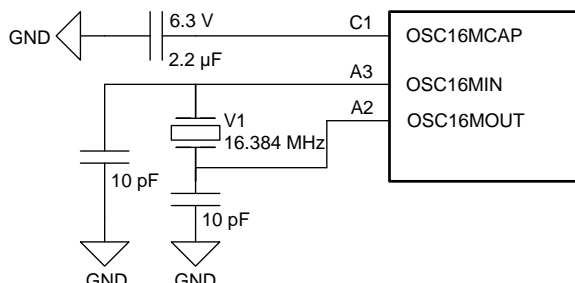 6.3 V
C1
GND
OSC16MCAP
2.2 µF
A3
OSC16MIN
A2
V1
OSC16MOUT
16.384 MHz
10 pF
10 pF
GND
GND